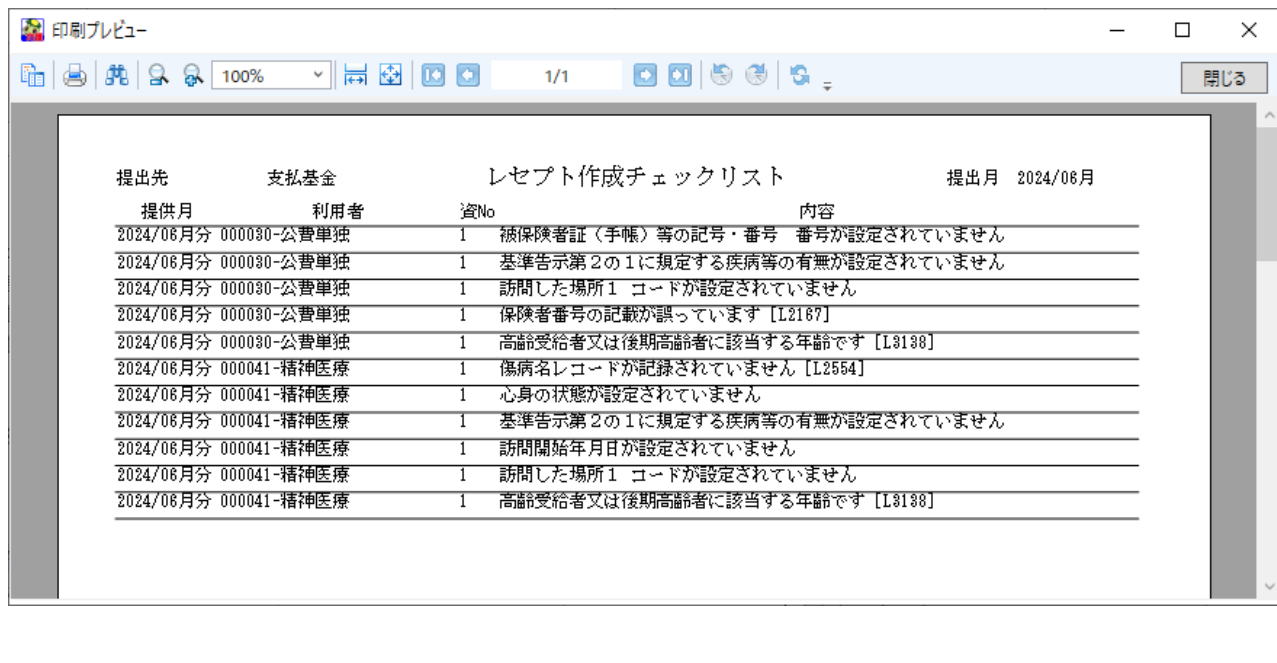 印刷プレビュー
100% 1/1 閉じる
提出先 支払基金 レセプト作成チェックリスト 提出月 2024/06月
提供月 利用者 資No 内容
2024/06月分 000030-公費単独 1 被保険者証（手帳）等の記号・番号　番号が設定されていません
2024/06月分 000030-公費単独 1 基準告示第２の１に規定する疾病等の有無が設定されていません
2024/06月分 000030-公費単独 1 訪問した場所１　コードが設定されていません
2024/06月分 000030-公費単独 1 保険者番号の記載が誤っています［L2167］
2024/06月分 000030-公費単独 1 高齢受給者又は後期高齢者に該当する年齢です［L3138］
2024/06月分 000041-精神医療 1 傷病名レコードが記録されていません［L2554］
2024/06月分 000041-精神医療 1 心身の状態が設定されていません
2024/06月分 000041-精神医療 1 基準告示第２の１に規定する疾病等の有無が設定されていません
2024/06月分 000041-精神医療 1 訪問開始年月日が設定されていません
2024/06月分 000041-精神医療 1 訪問した場所１　コードが設定されていません
2024/06月分 000041-精神医療 1 高齢受給者又は後期高齢者に該当する年齢です［L3138］